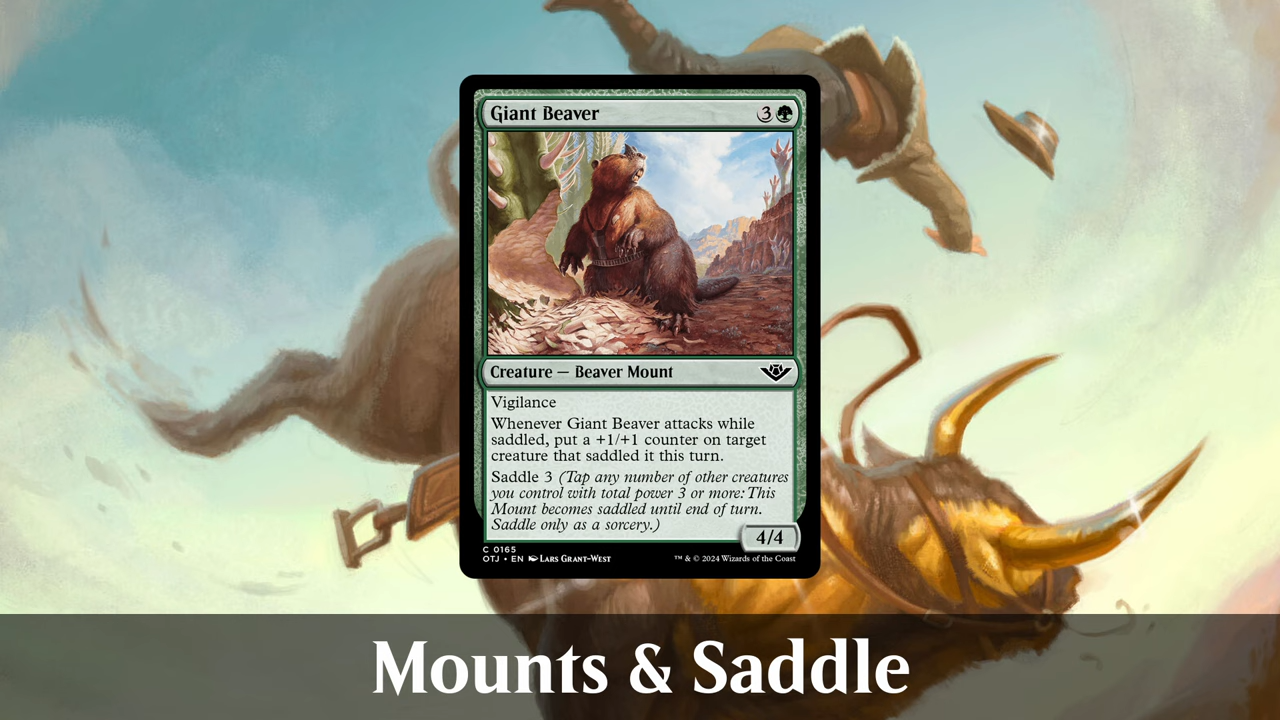 Giant Beaver
3
Creature — Beaver Mount
Vigilance
Whenever Giant Beaver attacks while
saddled, put a +1/+1 counter on target
creature that saddled it this turn.
Saddle 3 (Tap any number of other creatures
you control with total power 3 or more: This
Mount becomes saddled until end of turn.
Saddle only as a sorcery.)
4/4
C 0165
OTJ • EN Lars Grant-West
™ & © 2024 Wizards of the Coast
Mounts & Saddle